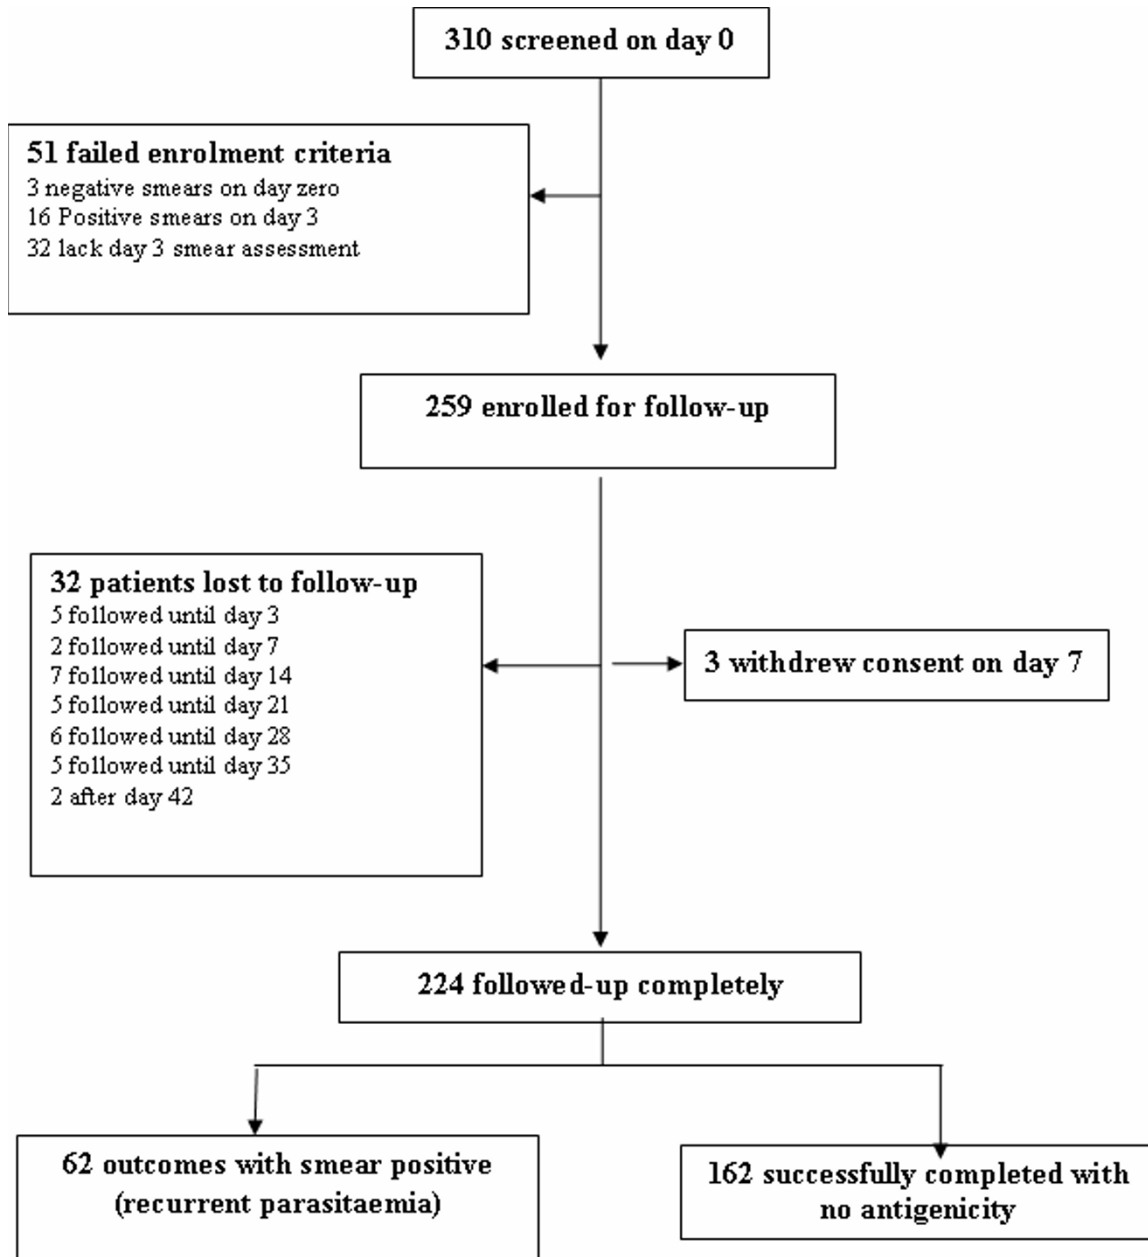 310 screened on day 0
51 failed enrolment criteria
3 negative smears on day zero
16 Positive smears on day 3
32 lack day 3 smear assessment
259 enrolled for follow-up
32 patients lost to follow-up
5 followed until day 3
2 followed until day 7
7 followed until day 14
5 followed until day 21
6 followed until day 28
5 followed until day 35
2 after day 42
3 withdrew consent on day 7
224 followed-up completely
62 outcomes with smear positive
(recurrent parasitaemia)
162 successfully completed with
no antigenicity